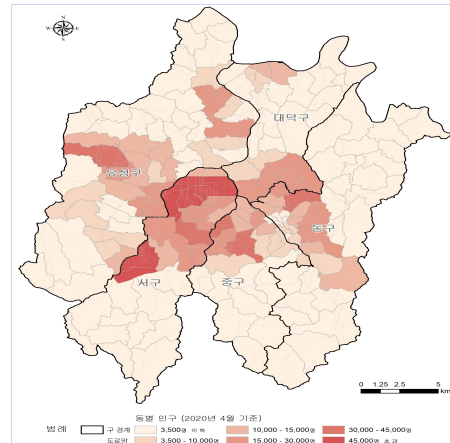 N
W E
S
대덕구
유성구
동구
서구
중구
0 1.25 2.5 5
km
동별 인구 (2020년 4월 기준)
범례
구 경계
3,500명 이하
10,000 - 15,000명
30,000 - 45,000명
도로망
3,500 - 10,000명
15,000 - 30,000명
45,000명 초과